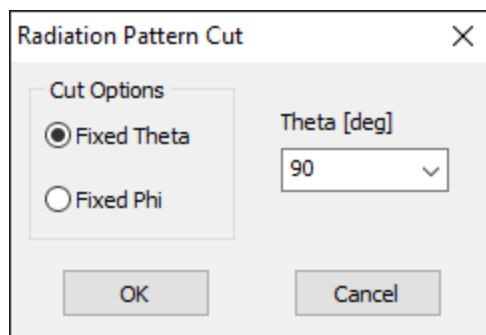 Radiation Pattern Cut
Cut Options
Fixed Theta
Fixed Phi
Theta [deg]
90
OK
Cancel